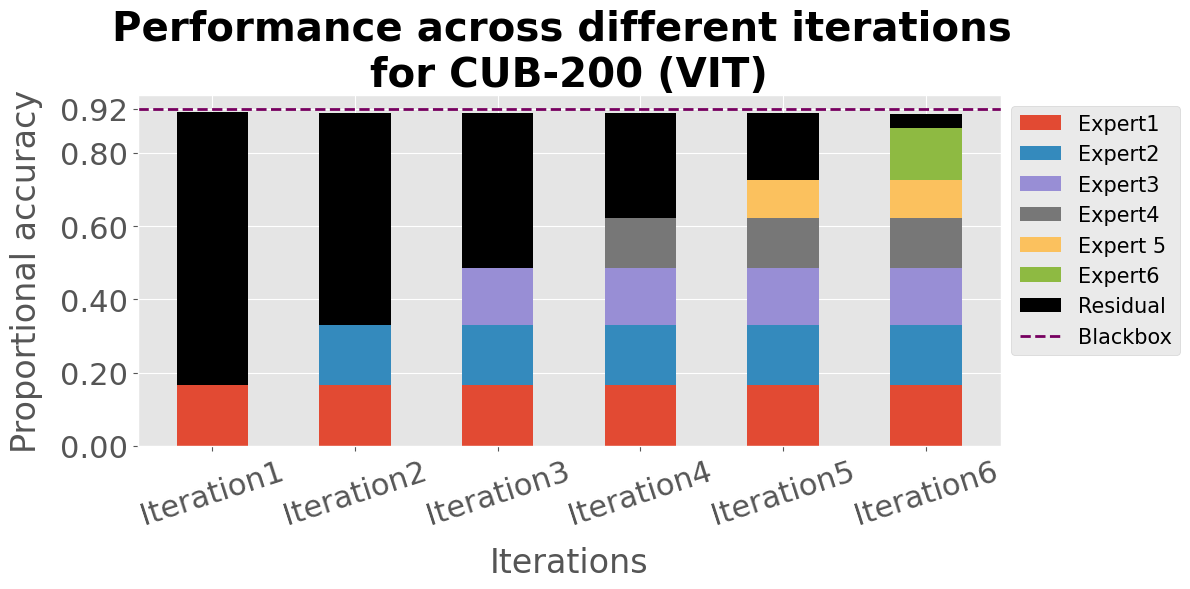 Performance across different iterations
for CUB-200 (VIT)
Proportional accuracy
0.92
0.80
0.60
0.40
0.20
0.00
Iteration1
Iteration2
Iteration3
Iteration4
Iteration5
Iteration6
Iterations
Expert1
Expert2
Expert3
Expert4
Expert 5
Expert6
Residual
Blackbox